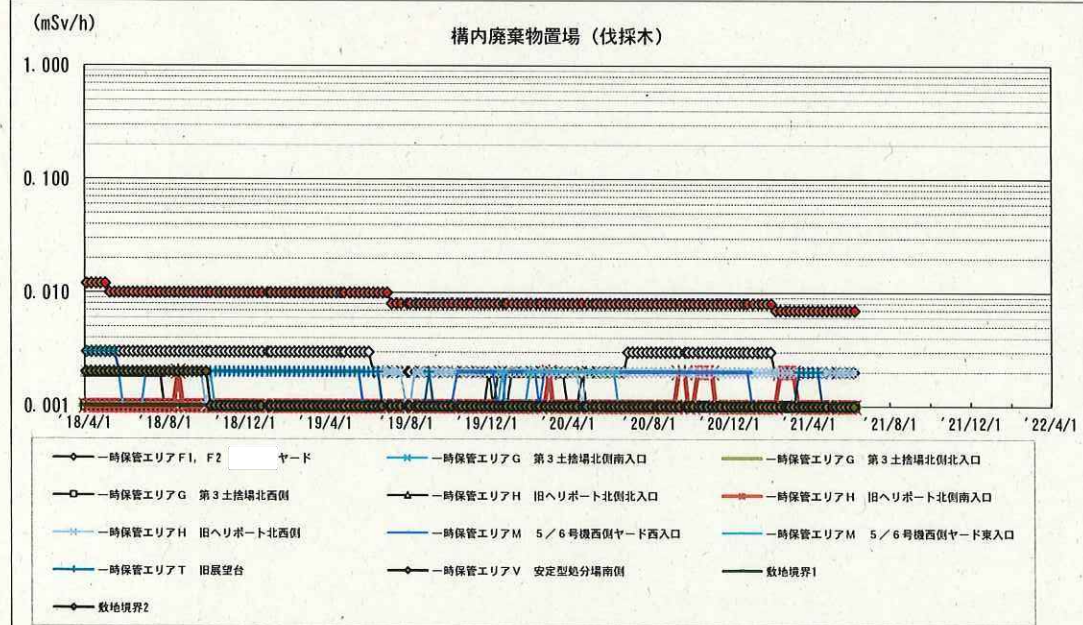 (mSv/h)
構内廃棄物置場（伐採木）
1.000
0.100
0.010
0.001
'18/4/1 '18/8/1 '18/12/1 '19/4/1 '19/8/1 '19/12/1 '20/4/1 '20/8/1 '20/12/1 '21/4/1 '21/8/1 '21/12/1 '22/4/1
一時保管エリアF1, F2 ヤード 一時保管エリアG 第3土捨場北側南入口 一時保管エリアG 第3土捨場北側北入口
一時保管エリアG 第3土捨場北西側 一時保管エリアH 旧ヘリポート北側北入口 一時保管エリアH 旧ヘリポート北側南入口
一時保管エリアH 旧ヘリポート北西側 一時保管エリアM 5／6号機西側ヤード西入口 一時保管エリアM 5／6号機西側ヤード東入口
一時保管エリアT 旧展望台 一時保管エリアV 安定型処分場南側 敷地境界1
敷地境界2